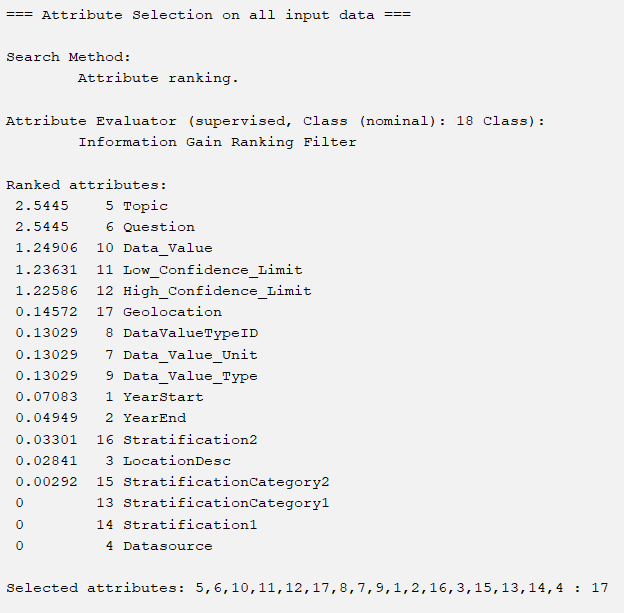 === Attribute Selection on all input data ===
Search Method:
Attribute ranking.
Attribute Evaluator (supervised, Class (nominal): 18 Class):
Information Gain Ranking Filter
Ranked attributes:
2.5445 5 Topic
2.5445 6 Question
1.24906 10 Data_Value
1.23631 11 Low_Confidence_Limit
1.22586 12 High_Confidence_Limit
0.14572 17 Geolocation
0.13029 8 DataValueTypeID
0.13029 7 Data_Value_Unit
0.13029 9 Data_Value_Type
0.07083 1 YearStart
0.04949 2 YearEnd
0.03301 16 Stratification2
0.02841 3 LocationDesc
0.00292 15 StratificationCategory2
0 13 StratificationCategory1
0 14 Stratification1
0 4 Datasource
Selected attributes: 5,6,10,11,12,17,8,7,9,1,2,16,3,15,13,14,4 : 17